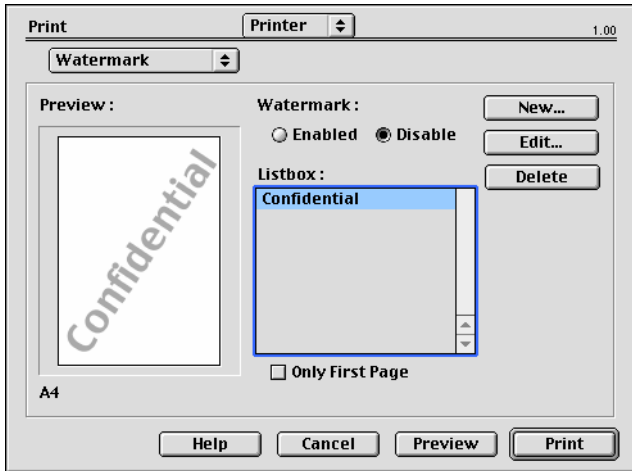 Print
Printer
1.00
Watermark
Preview :
Confidential
A4
Watermark :
Enabled
Disable
Listbox :
Confidential
Only First Page
New...
Edit...
Delete
Help
Cancel
Preview
Print